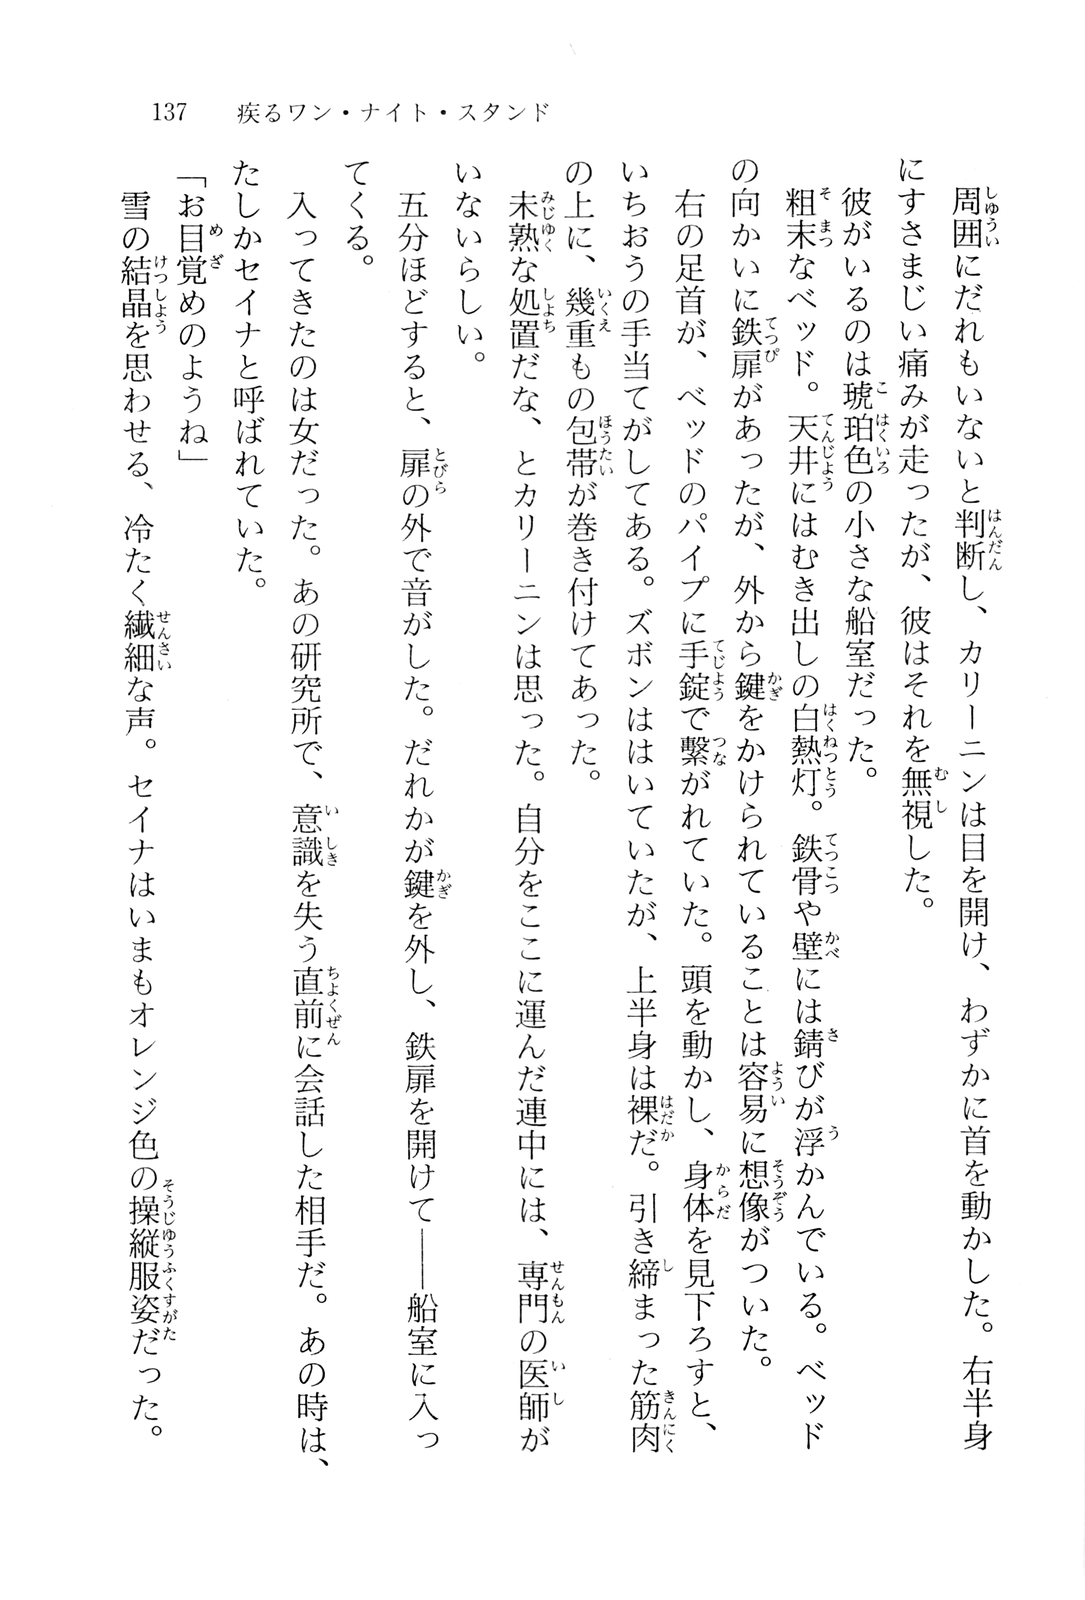 137　疾るワン・ナイト・スタンド
　周囲にだれもいないと判断し、カリーニンは目を開け、わずかに首を動かした。右半身
にすさまじい痛みが走ったが、彼はそれを無視した。
　彼がいるのは琥珀色の小さな船室だった。
　粗末なベッド。天井にはむき出しの白熱灯。鉄骨や壁には錆びが浮かんでいる。ベッド
の向かいに鉄扉があったが、外から鍵をかけられていることは容易に想像がついた。
　右の足首が、ベッドのパイプに手錠で繫がれていた。頭を動かし、身体を見下ろすと、
いちおうの手当てがしてある。ズボンははいていたが、上半身は裸だ。引き締まった筋肉
の上に、幾重もの包帯が巻き付けてあった。
　未熟な処置だな、とカリーニンは思った。自分をここに運んだ連中には、専門の医師が
いないらしい。
　五分ほどすると、扉の外で音がした。だれかが鍵を外し、鉄扉を開けて――船室に入っ
てくる。
　入ってきたのは女だった。あの研究所で、意識を失う直前に会話した相手だ。あの時は、
たしかセイナと呼ばれていた。
「お目覚めのようね」
　雪の結晶を思わせる、冷たく繊細な声。セイナはいまもオレンジ色の操縦服姿だった。